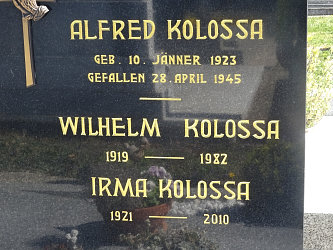 ALFRED KOLOSSA
GEB. 10. JÄNNER 1923
GEFALLEN 28. APRIL 1945
WILHELM KOLOSSA
1919 — 1982
IRMA KOLOSSA
1921 — 2010